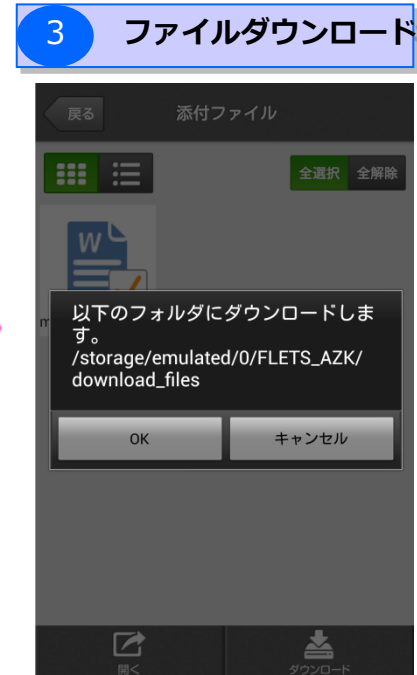 3 ファイルダウンロード
戻る 添付ファイル
全選択 全解除
W
m
以下のフォルダにダウンロードしま
す。
/storage/emulated/0/FLETS_AZK/
download_files
OK キャンセル
開く ダウンロード